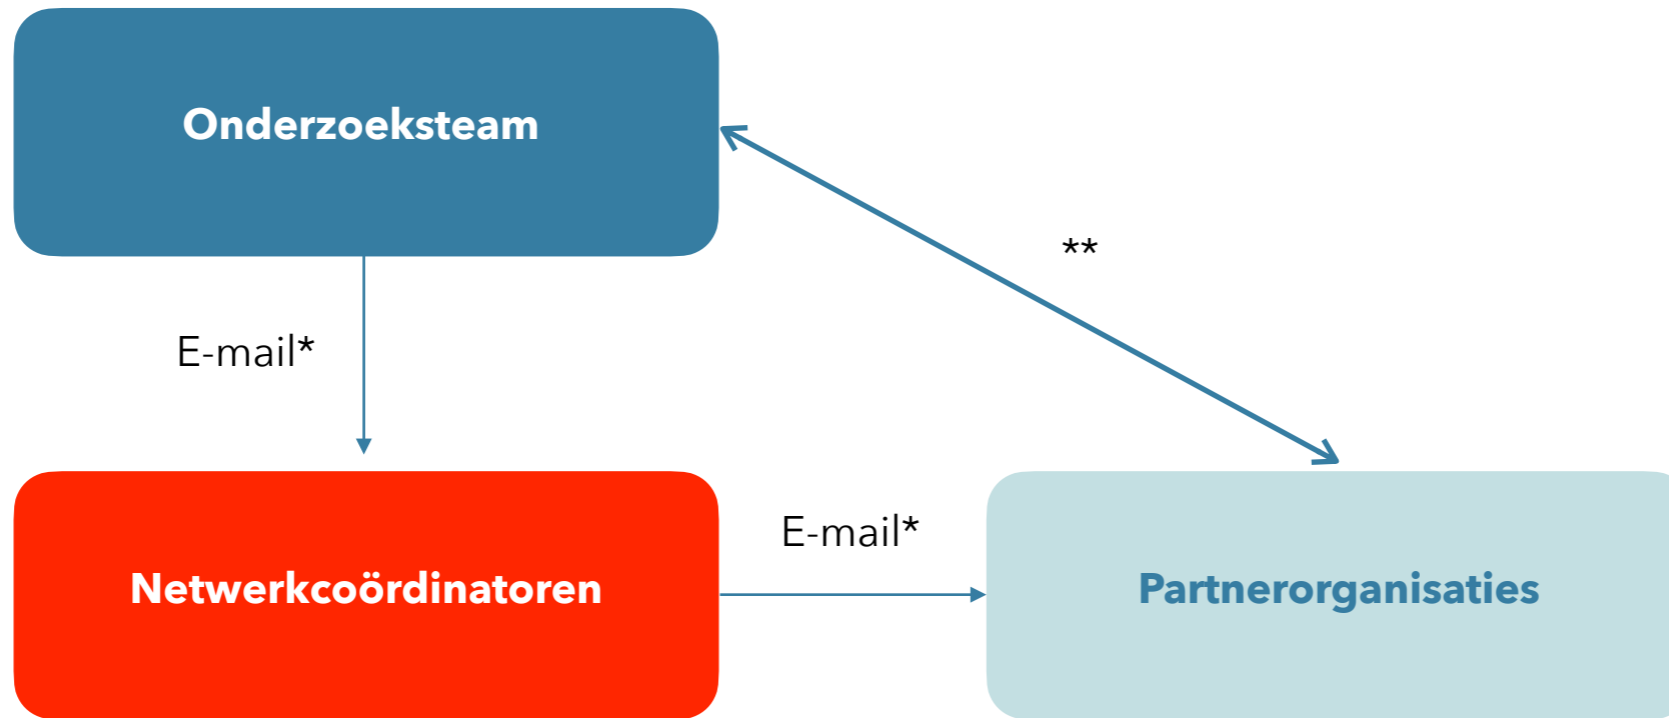 Onderzoeksteam
**
E-mail*
E-mail*
Netwerkcoördinatoren
Partnerorganisaties